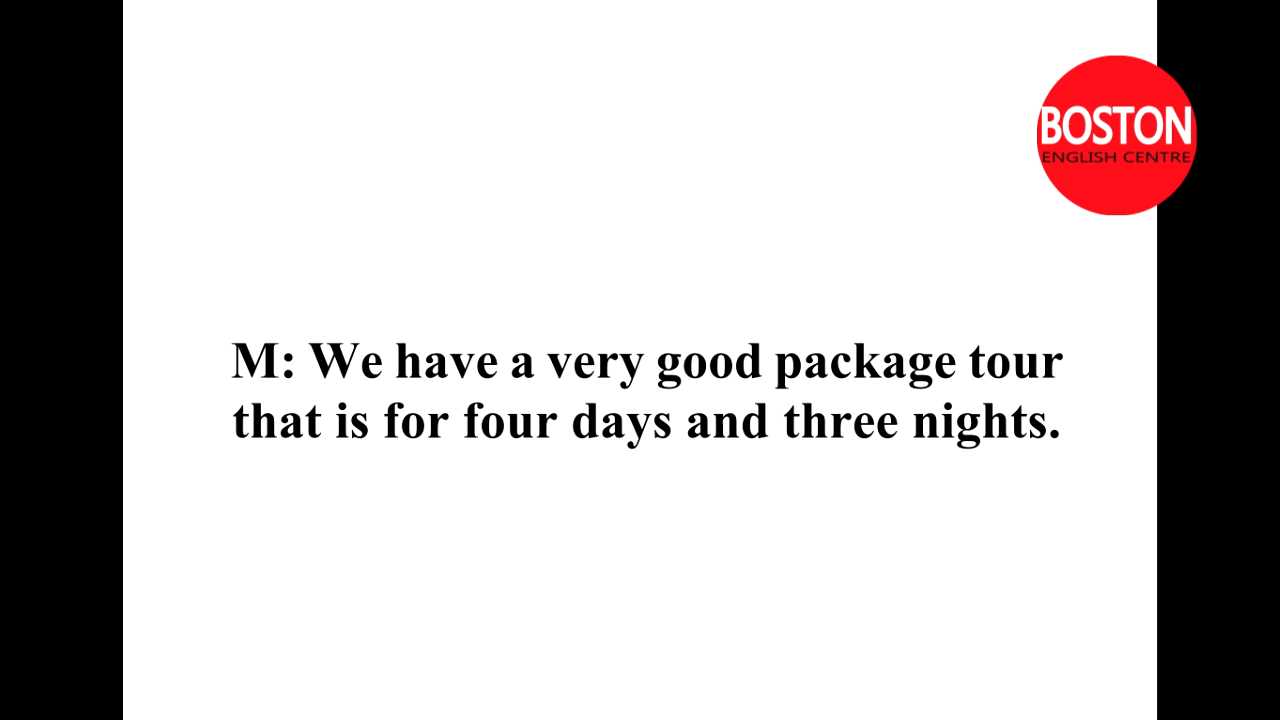 BOSTON
ENGLISH CENTRE
M: We have a very good package tour
that is for four days and three nights.